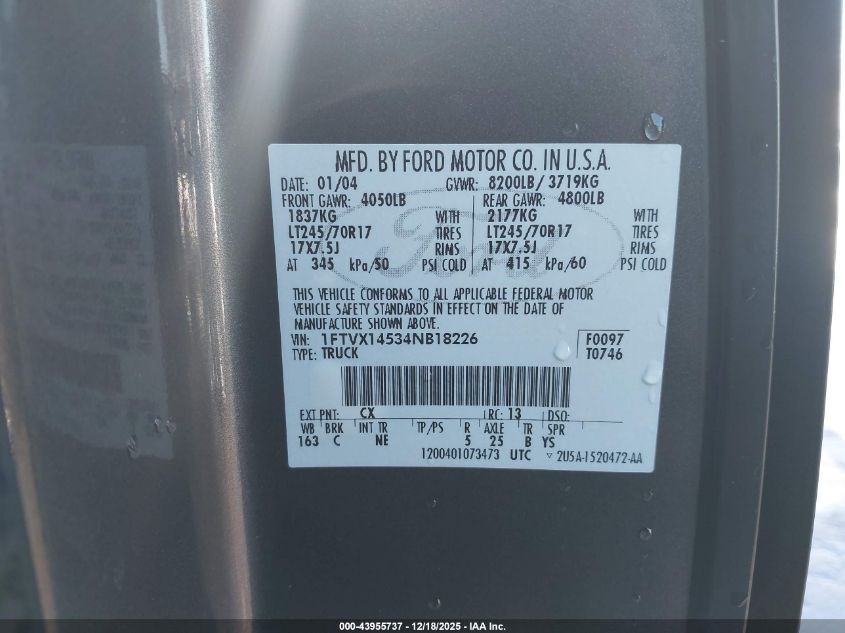 MFD. BY FORD MOTOR CO. IN U.S.A.
DATE: 01/04 GVWR: 8200LB/ 3719KG
FRONT GAWR: 4050LB REAR GAWR: 4800LB
1837KG WITH 2177KG WITH
LT245/70R17 TIRES LT245/70R17 TIRES
17X7.5J RIMS 17X7.5J RIMS
AT 345 kPa/50 PSI COLD AT 415 kPa/60 PSI COLD
THIS VEHICLE CONFORMS TO ALL APPLICABLE FEDERAL MOTOR
VEHICLE SAFETY STANDARDS IN EFFECT ON THE DATE OF
MANUFACTURE SHOWN ABOVE.
VIN: 1FTVX14534NB18226 F0097
TYPE: TRUCK T0746
EXT PNT: CX RC: 13 DSO:
WB BRK INT TR TP/PS R AXLE TR SPR
163 C NE 5 25 B YS
1200401073473 UTC ▽ 2U5A-1520472-AA
Ford
000-43955737 - 12/18/2025 - IAA Inc.